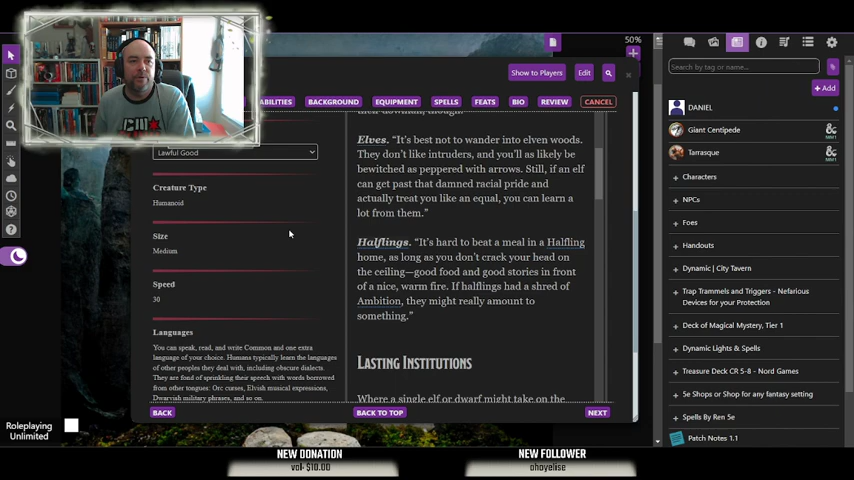 50%
Show to Players
Edit
Search by tag or name...
+ Add
BACKGROUND
EQUIPMENT
SPELLS
FEATS
BIO
REVIEW
CANCEL
Lawful Good
Creature Type
Humanoid
Size
Medium
Speed
30
Languages
You can speak, read, and write Common and one extra
language of your choice. Humans typically learn the languages
of other peoples they deal with, including obscure dialects.
They are fond of sprinkling their speech with words borrowed
from other tongues: Orc curses, Elvish musical expressions,
Dwarvish military phrases, and so on.
Elves. “It’s best not to wander into elven woods.
They don’t like intruders, and you’ll as likely be
bewitched as peppered with arrows. Still, if an elf
can get past that damned racial pride and
actually treat you like an equal, you can learn a
lot from them.”
Halflings. “It’s hard to beat a meal in a Halfling
home, as long as you don’t crack your head on
the ceiling—good food and good stories in front
of a nice, warm fire. If halflings had a shred of
Ambition, they might really amount to
something.”
LASTING INSTITUTIONS
Where a single elf or dwarf might take on the
BACK
BACK TO TOP
NEXT
DANIEL
Giant Centipede
MM1
Tarrasque
MM1
+ Characters
+ NPCs
+ Foes
+ Handouts
+ Dynamic | City Tavern
+ Trap Trammels and Triggers - Nefarious
Devices for your Protection
+ Deck of Magical Mystery, Tier 1
+ Dynamic Lights & Spells
+ Treasure Deck CR 5-8 - Nord Games
+ 5e Shops or Shop for any fantasy setting
+ Spells By Ren 5e
Patch Notes 1.1
Roleplaying
Unlimited
NEW DONATION
vol- $10.00
NEW FOLLOWER
ahoyelise